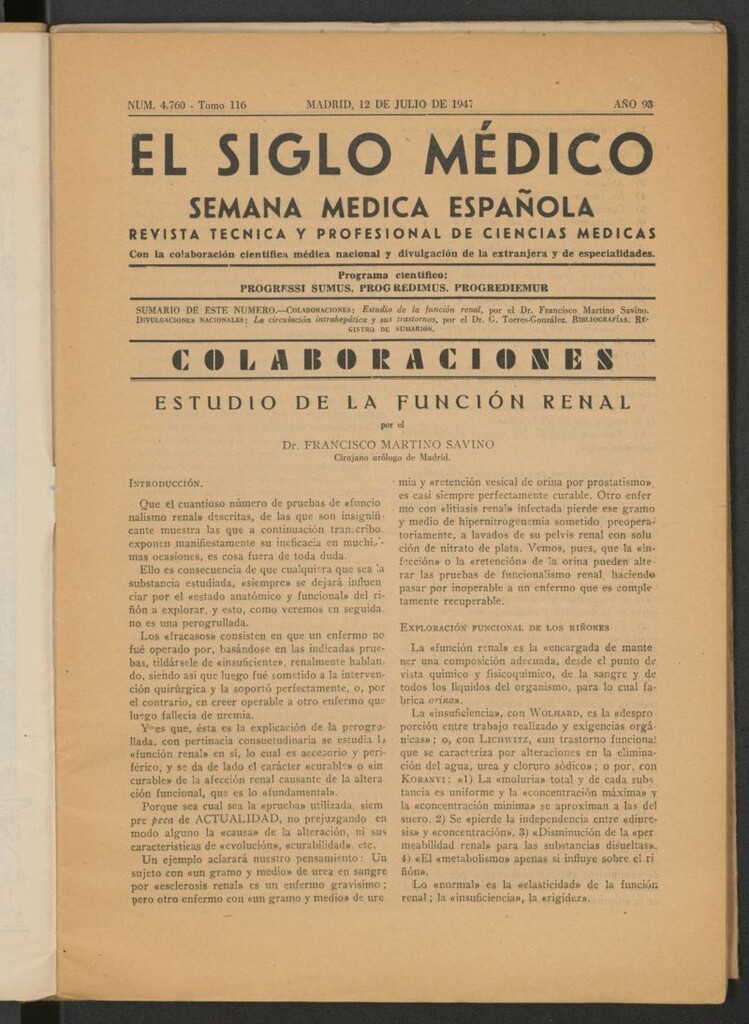 NUM. 4.760 - Tomo 116 MADRID, 12 DE JULIO DE 1947 AÑO 93
EL SIGLO MÉDICO
SEMANA MEDICA ESPAÑOLA
REVISTA TECNICA Y PROFESIONAL DE CIENCIAS MEDICAS
Con la colaboración científica médica nacional y divulgación de la extranjera y de especialidades.
Programa científico:
PROGRESSI SUMUS, PROGREDIMUS, PROGREDIEMUR
SUMARIO DE ESTE NUMERO.—COLABORACIONES: Estudio de la función renal, por el Dr. Francisco Martino Savino.
DIVULGACIONES NACIONALES: La circulación intrahepática y sus trastornos, por el Dr. G. Torres-González. BIBLIOGRAFÍAS. RE-
GISTRO DE SUMARIOS.
COLABORACIONES
ESTUDIO DE LA FUNCIÓN RENAL
por el
Dr. FRANCISCO MARTINO SAVINO
Cirujano urólogo de Madrid.
INTRODUCCIÓN.
Que el cuantioso número de pruebas de «funcio
nalismo renal» descritas, de las que son insignifi-
cante muestra las que a continuación transcribo,
exponen manifiestamente su ineficacia en muchísi-
mas ocasiones, es cosa fuera de toda duda.
Ello es consecuencia de que cualquiera que sea la
substancia estudiada, «siempre» se dejará influen
ciar por el «estado anatómico y funcional» del ri-
ñón a explorar, y esto, como veremos en seguida
no es una perogrullada.
Los «fracasos» consisten en que un enfermo no
fué operado por, basándose en las indicadas prue-
bas, tildársele de «insuficiente», renalmente hablan-
do, siendo así que luego fué sometido a la interven-
ción quirúrgica y la soportó perfectamente, o, por
el contrario, en creer operable a otro enfermo que
luego fallecía de uremia.
Y es que, ésta es la explicación de la perogru-
llada, con pertinacia consuetudinaria se estudia la
«función renal» en sí, lo cual es accesorio y peri-
férico, y se da de lado el carácter «curable» o «in
curable» de la afección renal causante de la altera
ción funcional, que es lo «fundamental».
Porque sea cual sea la «prueba» utilizada, siem
pre peca de ACTUALIDAD, no prejuzgando en
modo alguno la «causa» de la alteración, ni sus
características de «evolución», «curabilidad», etc.
Un ejemplo aclarará nuestro pensamiento: Un
sujeto con «un gramo y medio» de urea en sangre
por «esclerosis renal» es un enfermo gravísimo;
pero otro enfermo con «un gramo y medio» de ure
mia y «retención vesical de orina por prostatismo»,
es casi siempre perfectamente curable. Otro enfer
mo con «litiasis renal» infectada pierde ese gramo
y medio de hipernitrogenemia sometido, preopera-
toriamente, a lavados de su pelvis renal con solu
ción de nitrato de plata. Vemos, pues, que la «in-
fección» o la «retención» de la orina pueden alte-
rar las pruebas de funcionalismo renal, haciendo
pasar por inoperable a un enfermo que es comple
tamente recuperable.
EXPLORACIÓN FUNCIONAL DE LOS RIÑONES
La «función renal» es la «encargada de mante
ner una composición adecuada, desde el punto de
vista químico y fisicoquímico, de la sangre y de
todos los líquidos del organismo, para lo cual fa-
brica orina».
La «insuficiencia», con WOLHARD, es la «despro
porción entre trabajo realizado y exigencias orgá-
nicas»; o, con LICHWITZ, «un trastorno funcional
que se caracteriza por alteraciones en la eliminación
del agua, urea y cloruro sódico»; o por, con
KORANYI: «1) La «moluria» total y de cada subs
tancia es uniforme y la «concentración máxima» y
la «concentración mínima» se aproximan a las del
suero. 2) Se «pierde la independencia entre «diure-
sis» y «concentración». 3) «Disminución de la «per
meabilidad renal» para las substancias disueltas».
4) «El «metabolismo» apenas si influye sobre el ri
ñón».
Lo «normal» es la «elasticidad» de la función
renal; la «insuficiencia», la «rigidez».